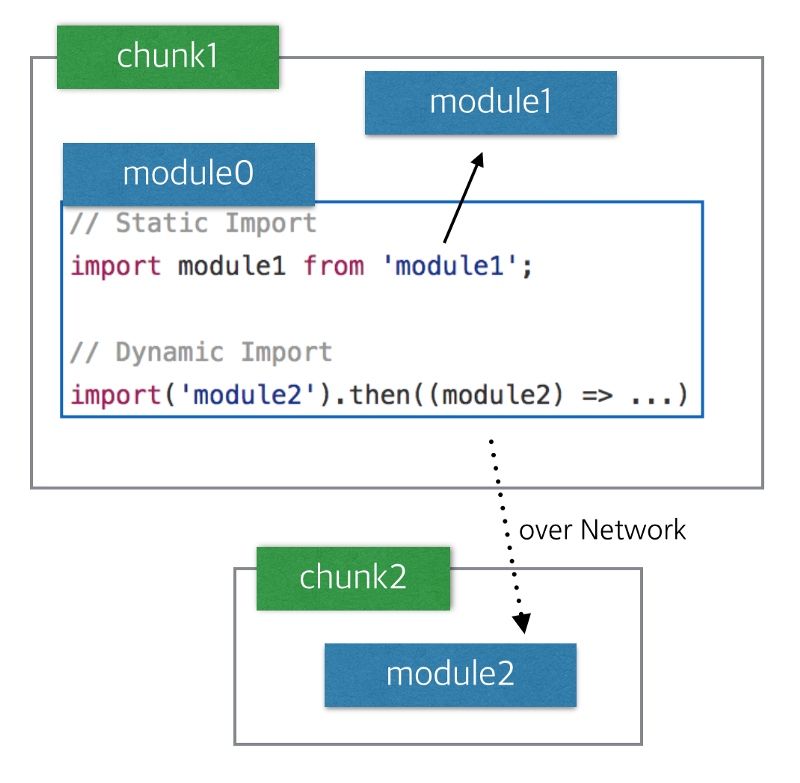 chunk1
module1
module0
// Static Import
import module1 from 'module1';
// Dynamic Import
import('module2').then((module2) => ...)
over Network
chunk2
module2